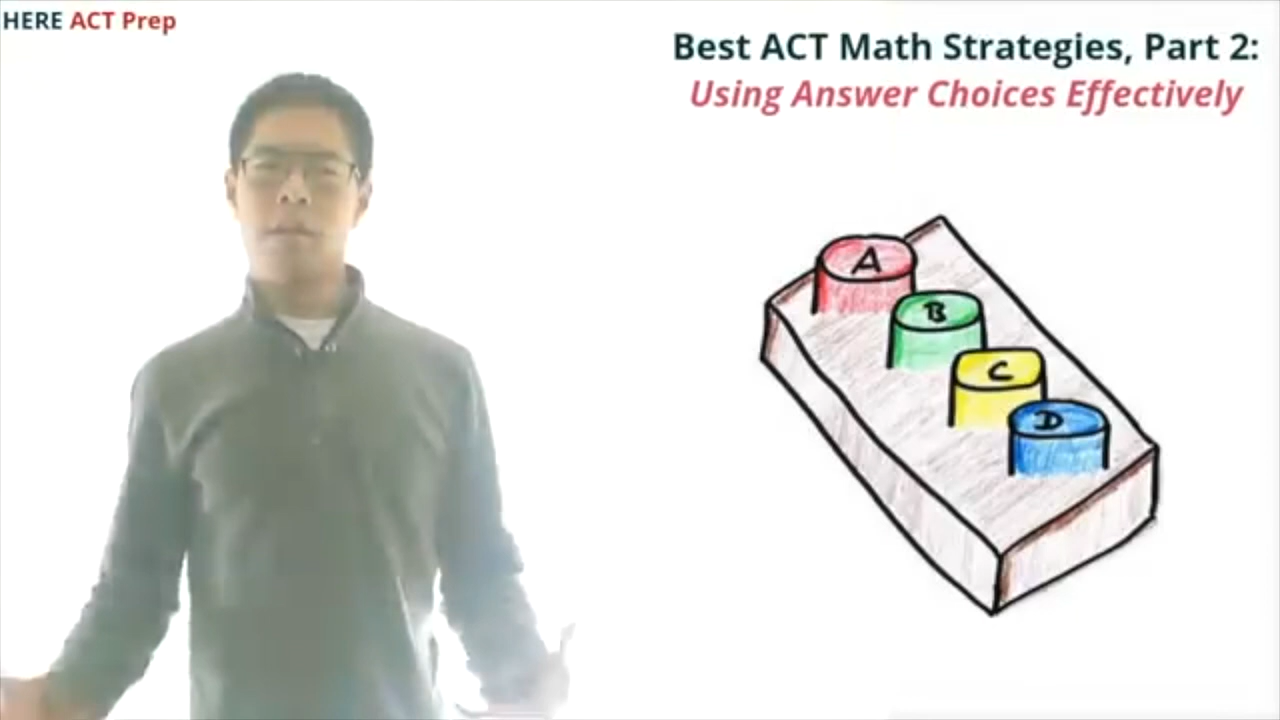 HERE ACT Prep
Best ACT Math Strategies, Part 2:
Using Answer Choices Effectively
A
B
C
D